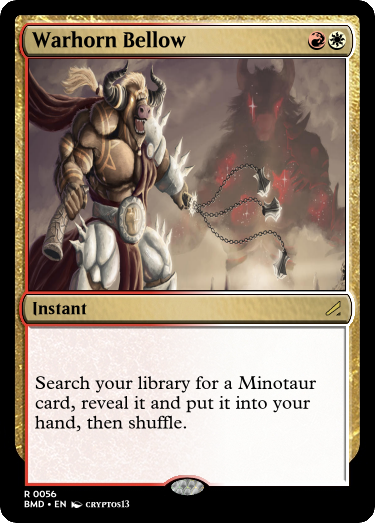 Warhorn Bellow
Instant
Search your library for a Minotaur
card, reveal it and put it into your
hand, then shuffle.
R 0056
BMD • EN CRYPTOS13